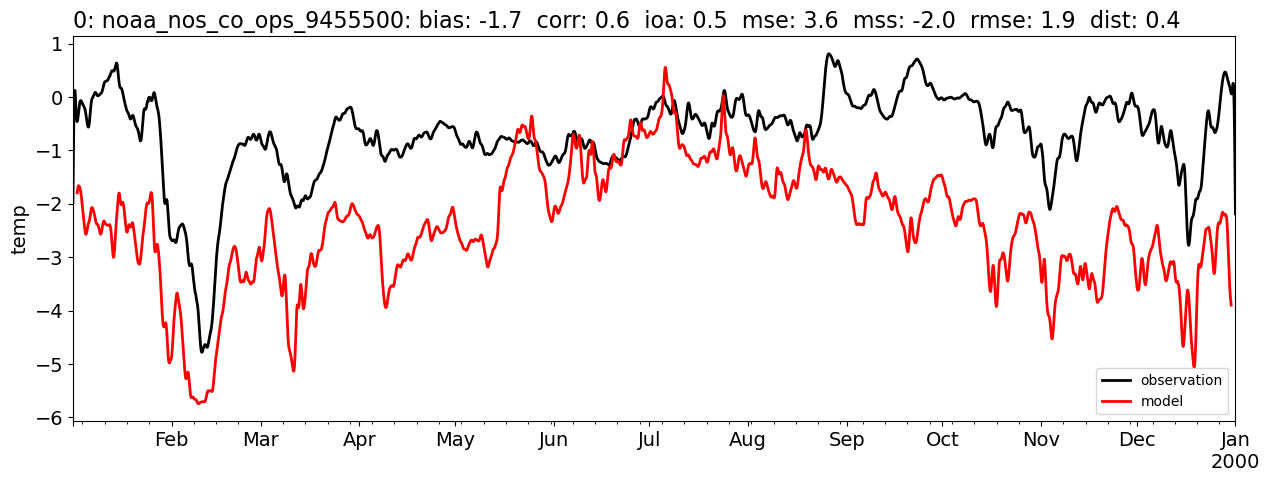 0: noaa_nos_co_ops_9455500: bias: -1.7  corr: 0.6  ioa: 0.5  mse: 3.6  mss: -2.0  rmse: 1.9  dist: 0.4
1
0
−1
−2
−3
−4
−5
−6
temp
observation
model
Feb Mar Apr May Jun Jul Aug Sep Oct Nov Dec Jan
2000